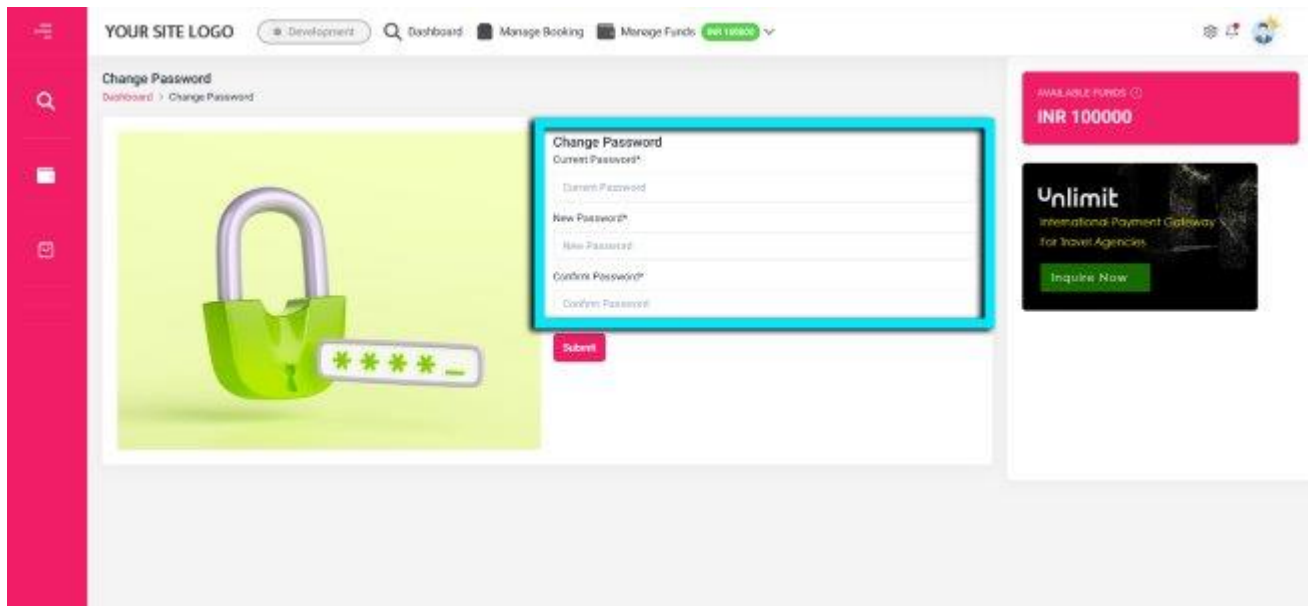 YOUR SITE LOGO
Development
Dashboard
Manage Booking
Manage Funds
INR 100000
Change Password
Dashboard > Change Password
Change Password
Current Password*
Current Password
New Password*
New Password
Confirm Password*
Confirm Password
Submit
****_
AVAILABLE FUNDS
INR 100000
Unlimit
International Payment Gateway
for Travel Agencies
Inquire Now